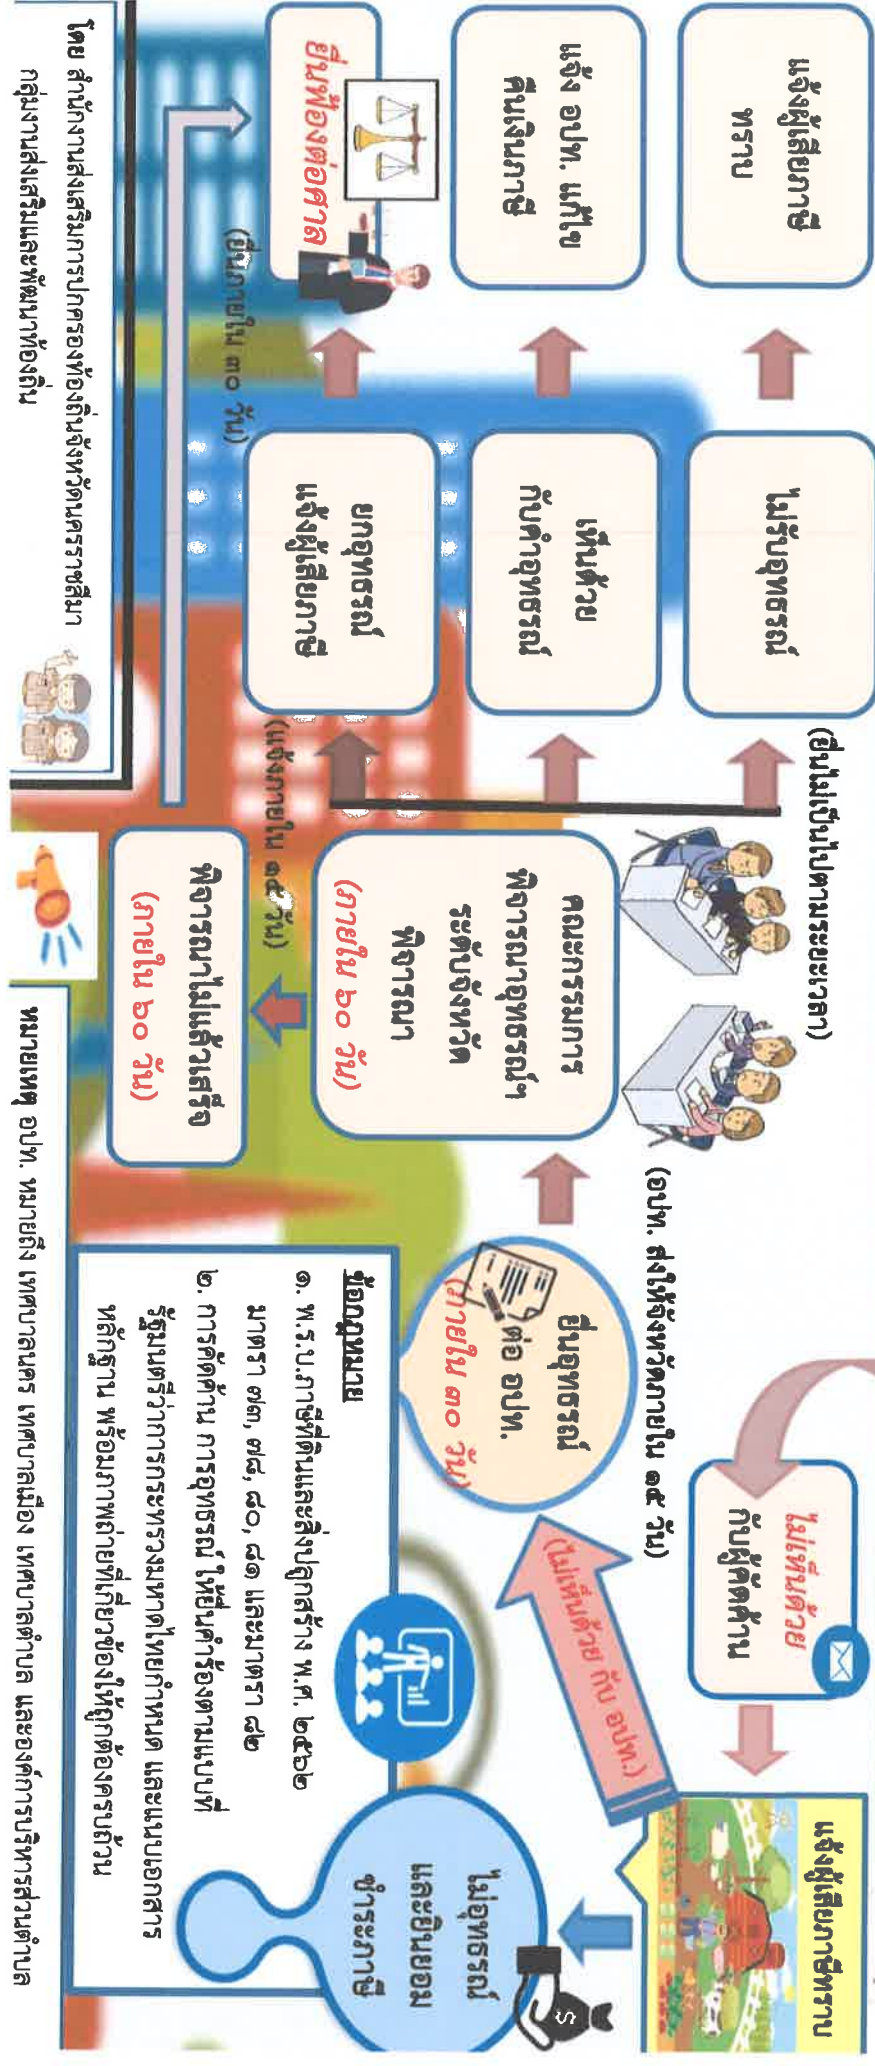 ไม่เห็นด้วย
กับผู้คัดค้าน
แจ้งผู้เสียภาษีทราบ
(ไม่เห็นด้วย กับ อปท.)
ไม่อุทธรณ์
และยินยอม
ชำระภาษี
(อปท. ส่งให้จังหวัดภายใน ๑๕ วัน)
ยื่นอุทธรณ์
ต่อ อปท.
(ภายใน ๓๐ วัน)
คณะกรรมการ
พิจารณาอุทธรณ์ฯ
ระดับจังหวัด
พิจารณา
(ภายใน ๖๐ วัน)
พิจารณาไม่แล้วเสร็จ
(ภายใน ๖๐ วัน)
(ยื่นไม่เป็นไปตามระยะเวลา)
ไม่รับอุทธรณ์
แจ้งผู้เสียภาษี
ทราบ
เห็นด้วย
กับคำอุทธรณ์
แจ้ง อปท. แก้ไข
คืนเงินภาษี
(แจ้งภายใน ๑๕ วัน)
ยกอุทธรณ์
แจ้งผู้เสียภาษี
(ยื่นภายใน ๓๐ วัน)
ยื่นฟ้องต่อศาล
ข้อกฎหมาย
๑. พ.ร.บ.ภาษีที่ดินและสิ่งปลูกสร้าง พ.ศ. ๒๕๖๒
มาตรา ๗๓, ๗๘, ๘๐, ๘๑ และมาตรา ๘๒
๒. การคัดค้าน การอุทธรณ์ ให้ยื่นคำร้องตามแบบที่
รัฐมนตรีว่าการกระทรวงมหาดไทยกำหนด และแนบเอกสาร
หลักฐาน พร้อมภาพถ่ายที่เกี่ยวข้องให้ถูกต้องครบถ้วน
โดย สำนักงานส่งเสริมการปกครองท้องถิ่นจังหวัดนครราชสีมา
กลุ่มงานส่งเสริมและพัฒนาท้องถิ่น
หมายเหตุ อปท. หมายถึง เทศบาลนคร เทศบาลเมือง เทศบาลตำบล และองค์การบริหารส่วนตำบล